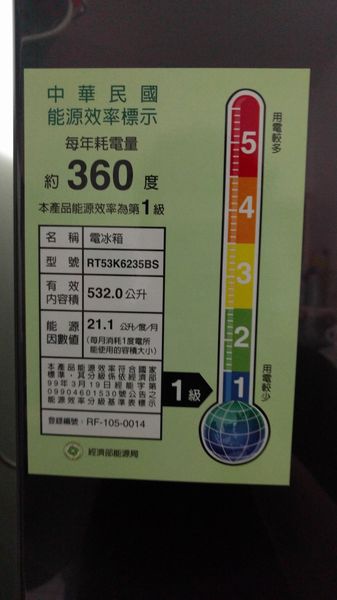 中華民國
能源效率標示
每年耗電量
約 360 度
本產品能源效率為第1級
名稱 電冰箱
型號 RT53K6235BS
有效內容積 532.0公升
能源因數值 21.1 公升/度/月
(每月消耗1度電所
能使用的容積大小)
本產品能源效率符合國家
標準,其分級係依經濟部
99年3月19日經能字第
09904601530號公告之
能源效率分級基準表標示
登錄編號: RF-105-0014
經濟部能源局
用電較多
5
4
3
2
1
用電較少
1級